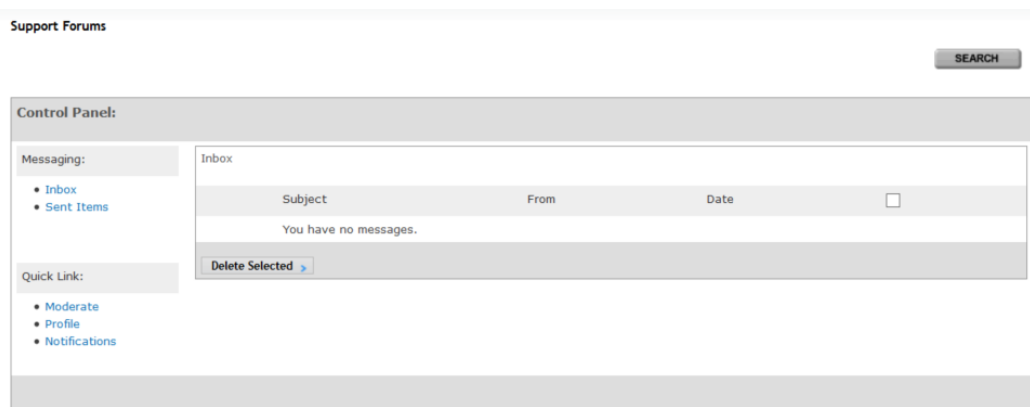 Support Forums
SEARCH
Control Panel:
Messaging:
Inbox
Sent Items
Quick Link:
Moderate
Profile
Notifications
Inbox
Subject From Date
You have no messages.
Delete Selected